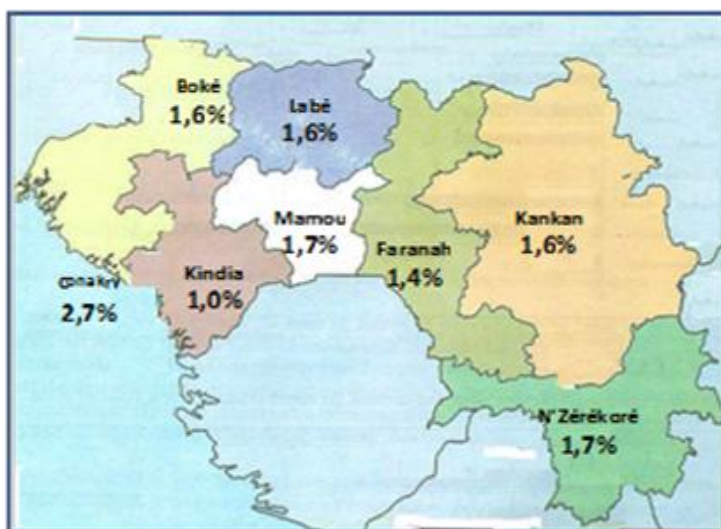 Boké
1,6%
Labé
1,6%
Mamou
1,7%
Kankan
1,6%
Faranah
1,4%
Kindia
1,0%
Conakry
2,7%
N'Zérékoré
1,7%